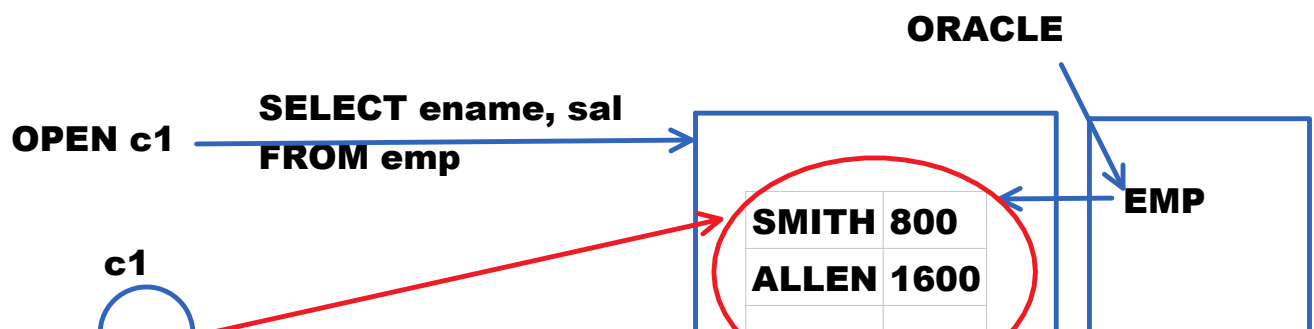 ORACLE
SELECT ename, sal
OPEN c1
FROM emp
EMP
SMITH 800
c1
ALLEN 1600